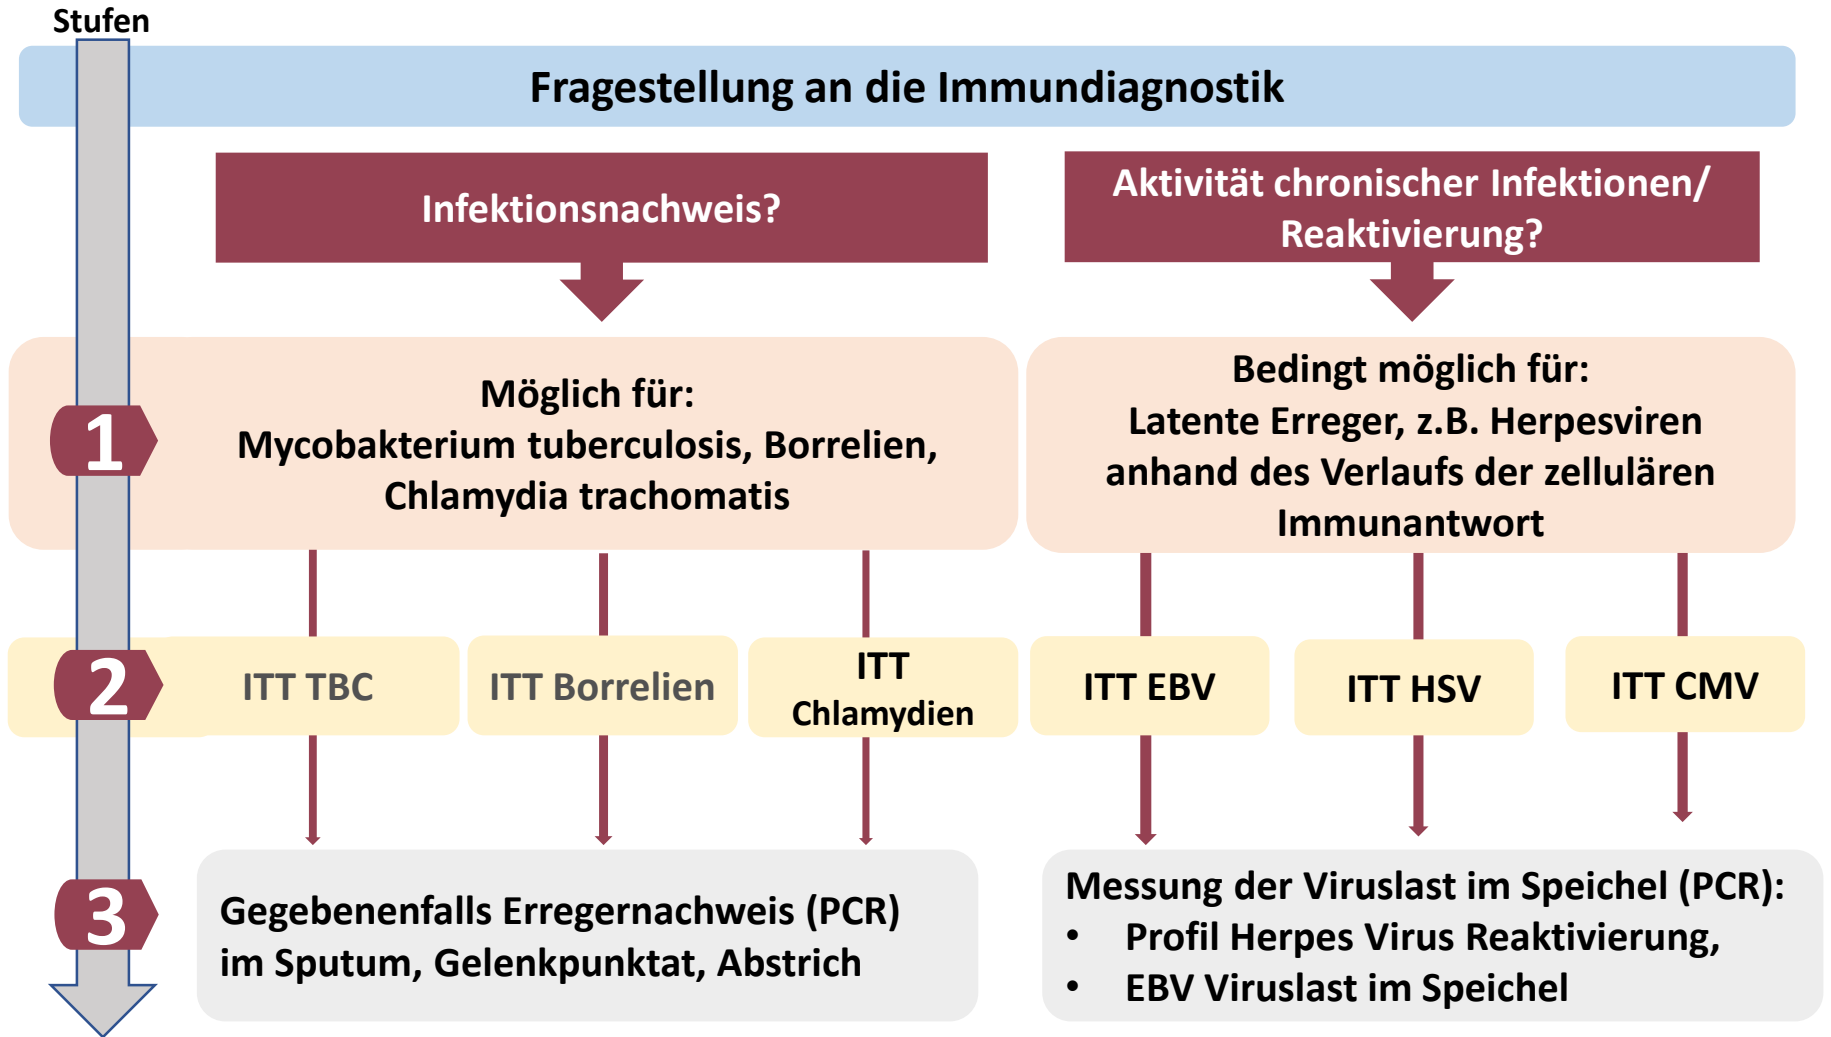 Stufen
Fragestellung an die Immundiagnostik
Infektionsnachweis?
Aktivität chronischer Infektionen/
Reaktivierung?
1
Möglich für:
Mycobakterium tuberculosis, Borrelien,
Chlamydia trachomatis
Bedingt möglich für:
Latente Erreger, z.B. Herpesviren
anhand des Verlaufs der zellulären
Immunantwort
2
ITT TBC
ITT Borrelien
ITT
Chlamydien
ITT EBV
ITT HSV
ITT CMV
3
Gegebenenfalls Erregernachweis (PCR)
im Sputum, Gelenkpunktat, Abstrich
Messung der Viruslast im Speichel (PCR):
• Profil Herpes Virus Reaktivierung,
• EBV Viruslast im Speichel